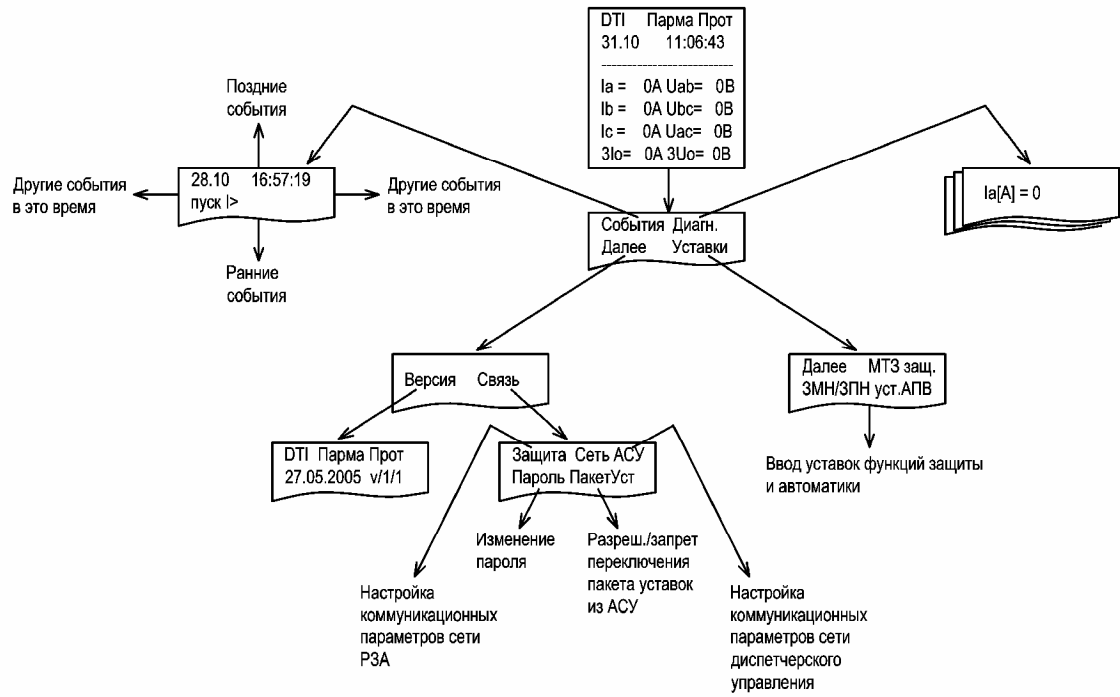 DTI Парма Прот
31.10 11:06:43
--------------------------
Ia = 0A Uab= 0B
Ib = 0A Ubc= 0B
Ic = 0A Uac= 0B
3Io= 0A 3Uo= 0B
Поздние
события
28.10 16:57:19
пуск I>
Другие события
в это время
Другие события
в это время
Ранние
события
События Диагн.
Далее Уставки
Ia[A] = 0
Версия Связь
Далее МТЗ защ.
ЗМН/ЗПН уст.АПВ
DTI Парма Прот
27.05.2005 v/1/1
Защита Сеть АСУ
Пароль ПакетУст
Ввод уставок функций защиты
и автоматики
Изменение
пароля
Разреш./запрет
переключения
пакета уставок
из АСУ
Настройка
коммуникационных
параметров сети
РЗА
Настройка
коммуникационных
параметров сети
диспетчерского
управления